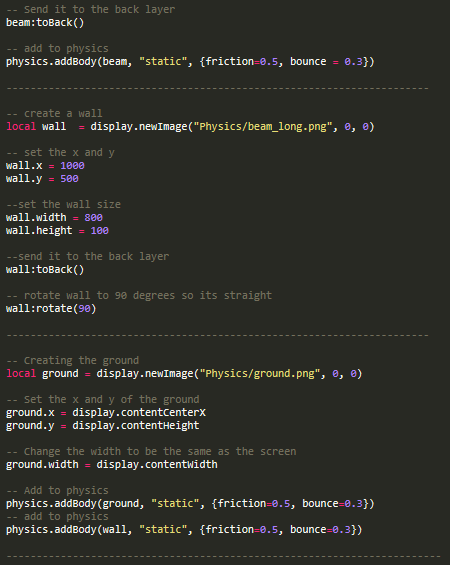 -- Send it to the back layer
beam:toBack()
-- add to physics
physics.addBody(beam, "static", {friction=0.5, bounce = 0.3})
-----------------------------------------------------------------------
-- create a wall
local wall  = display.newImage("Physics/beam_long.png", 0, 0)
-- set the x and y
wall.x = 1000
wall.y = 500
--set the wall size
wall.width = 800
wall.height = 100
--send it to the back layer
wall:toBack()
-- rotate wall to 90 degrees so its straight
wall:rotate(90)
-----------------------------------------------------------------------
-- Creating the ground
local ground = display.newImage("Physics/ground.png", 0, 0)
-- Set the x and y of the ground
ground.x = display.contentCenterX
ground.y = display.contentHeight
-- Change the width to be the same as the screen
ground.width = display.contentWidth
-- Add to physics
physics.addBody(ground, "static", {friction=0.5, bounce=0.3})
-- add to physics
physics.addBody(wall, "static", {friction=0.5, bounce=0.3})
-------------------------------------------------------------------------